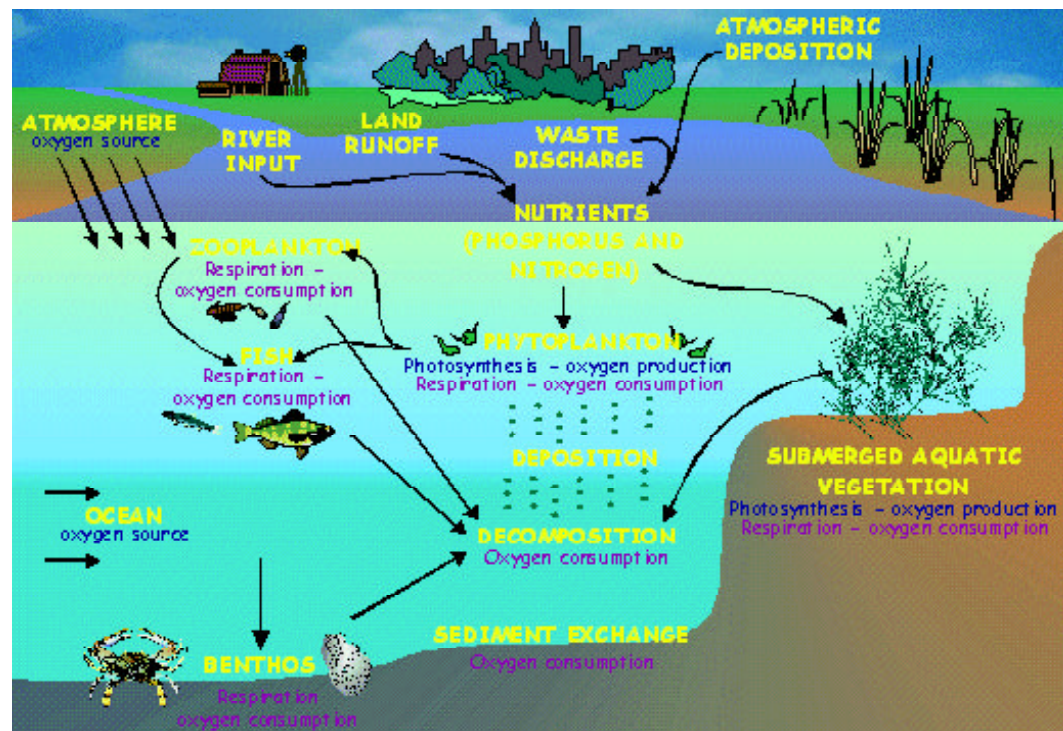 ATMOSPHERIC
DEPOSITION
ATMOSPHERE
oxygen source
RIVER
INPUT
LAND
RUNOFF
WASTE
DISCHARGE
NUTRIENTS
(PHOSPHORUS AND
NITROGEN)
ZOOPLANKTON
Respiration –
oxygen consumption
PHYTOPLANKTON
Photosynthesis – oxygen production
Respiration – oxygen consumption
FISH
Respiration –
oxygen consumption
DEPOSITION
SUBMERGED AQUATIC
VEGETATION
Photosynthesis – oxygen production
Respiration – oxygen consumption
OCEAN
oxygen source
DECOMPOSITION
Oxygen consumption
SEDIMENT EXCHANGE
Oxygen consumption
BENTHOS
Respiration
oxygen consumption